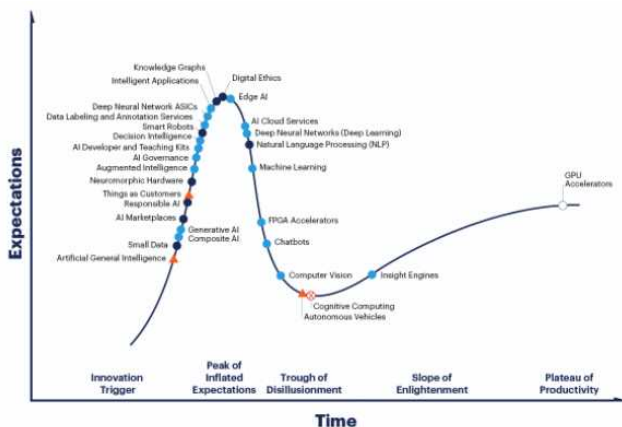 Expectations
Knowledge Graphs
Intelligent Applications
Deep Neural Network ASICs
Data Labeling and Annotation Services
Smart Robots
Decision Intelligence
AI Developer and Teaching Kits
AI Governance
Augmented Intelligence
Neuromorphic Hardware
Things as Customers
Responsible AI
AI Marketplaces
Generative AI
Composite AI
Small Data
Artificial General Intelligence
Digital Ethics
Edge AI
AI Cloud Services
Deep Neural Networks (Deep Learning)
Natural Language Processing (NLP)
Machine Learning
FPGA Accelerators
Chatbots
Computer Vision
Cognitive Computing
Autonomous Vehicles
Insight Engines
GPU
Accelerators
Innovation
Trigger
Peak of
Inflated
Expectations
Trough of
Disillusionment
Slope of
Enlightenment
Plateau of
Productivity
Time